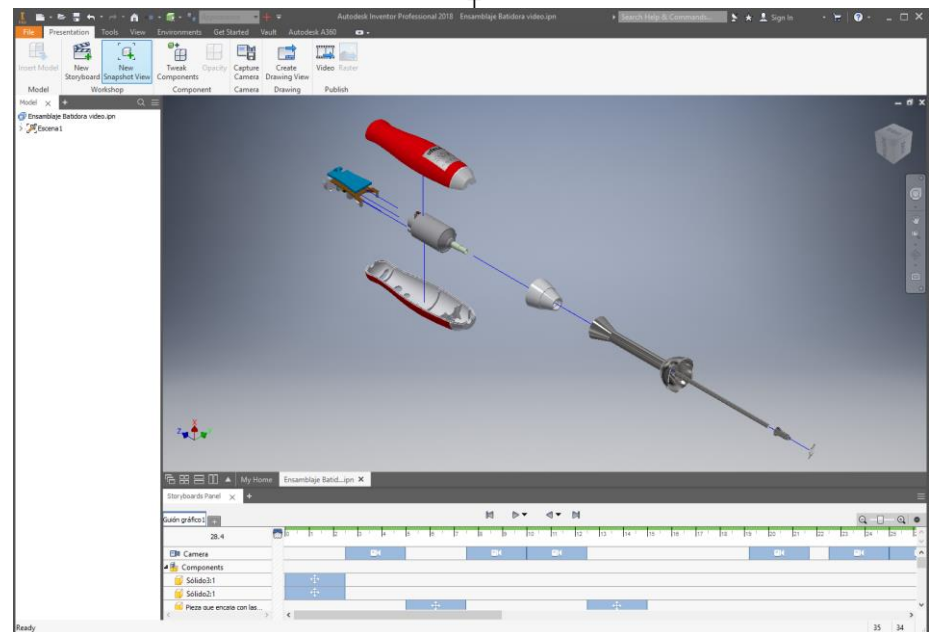 Autodesk Inventor Professional 2018 Ensamblaje Batidora video.ipn
Search Help & Commands...
Sign In
File Presentation Tools View Environments Get Started Vault Autodesk A360
Insert Model
New Storyboard
New Snapshot View
Tweak Components
Opacity
Capture Camera
Create Drawing View
Video
Raster
Model Workshop Component Camera Drawing Publish
Model
Ensamblaje Batidora video.ipn
Escena1
Z
X
My Home Ensamblaje Batid...ipn
Storyboards Panel
Guión gráfico1
28.4
Camera
Components
Sólido3:1
Sólido2:1
Pieza que encaja con las...
Ready
35 34